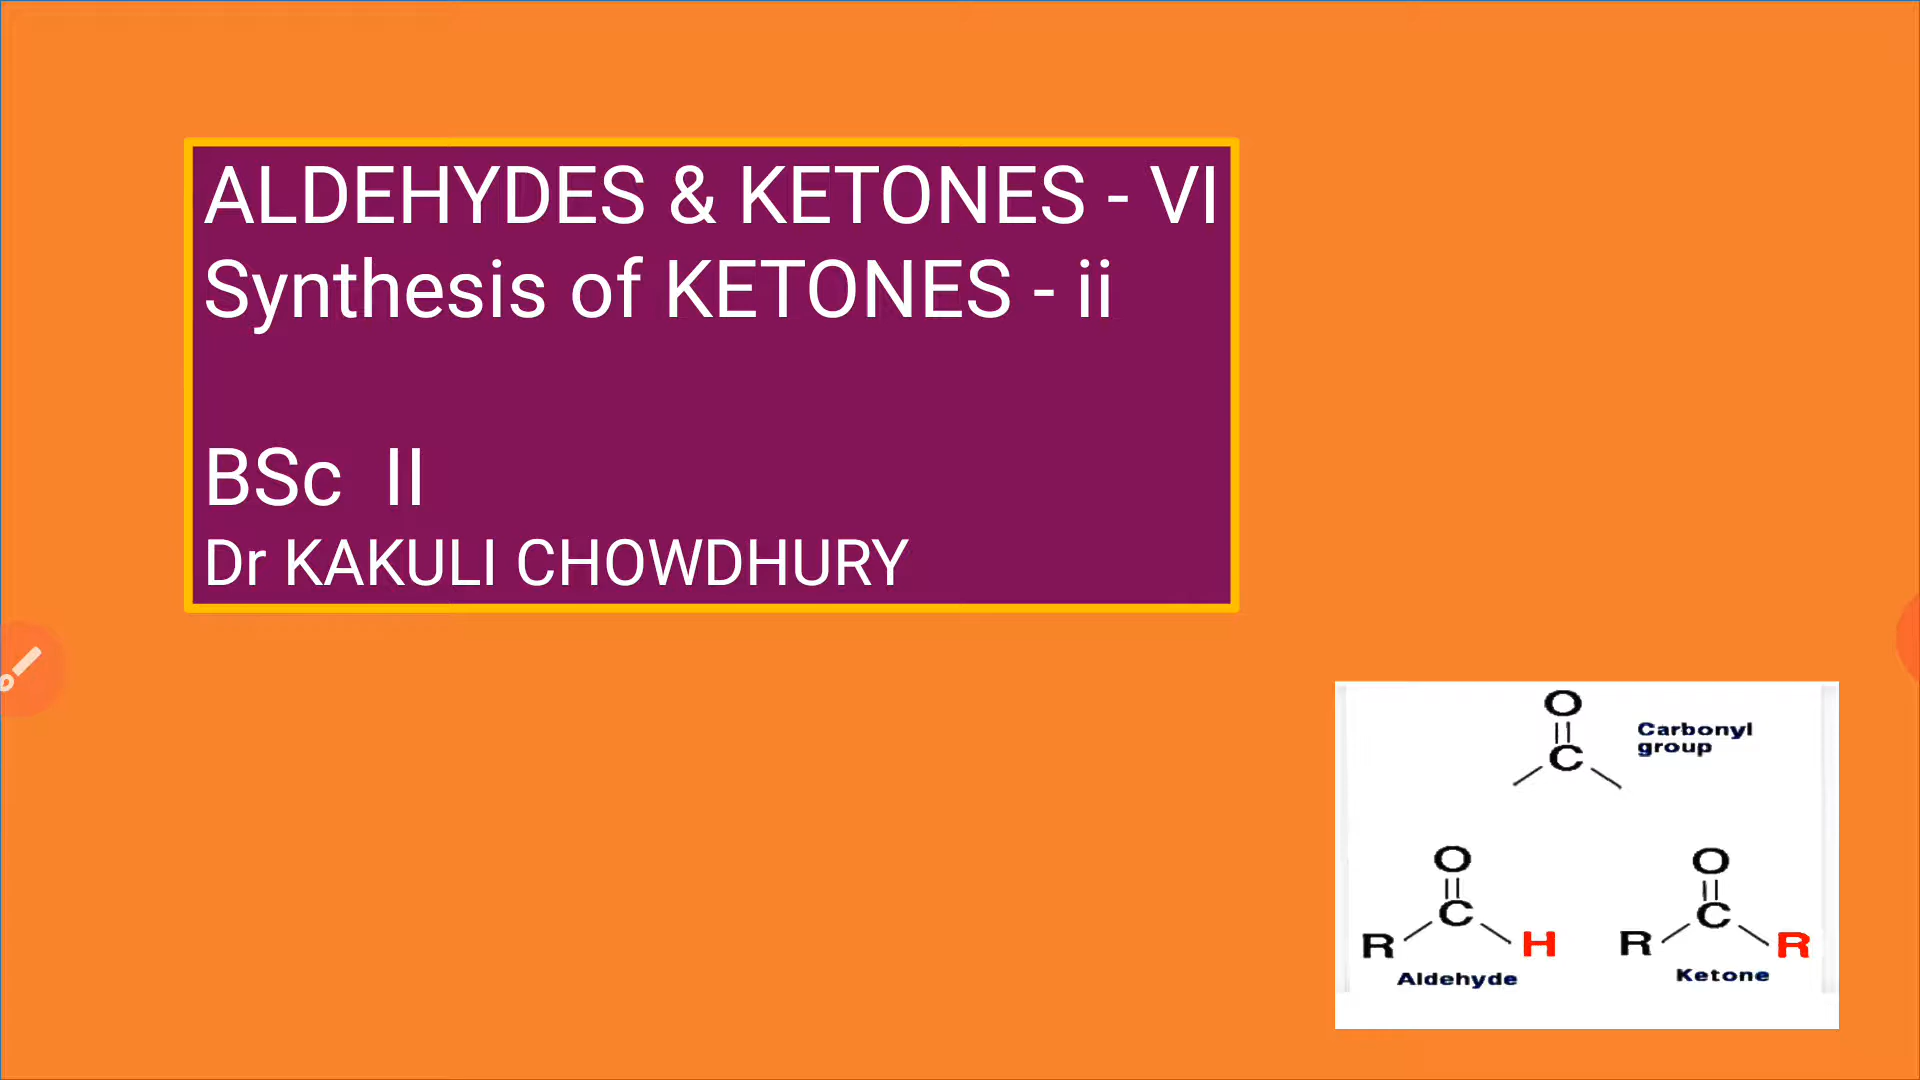 ALDEHYDES & KETONES - VI
Synthesis of KETONES - ii
BSc II
Dr KAKULI CHOWDHURY
O
C
Carbonyl
group
O
C
R H
Aldehyde
O
C
R R
Ketone